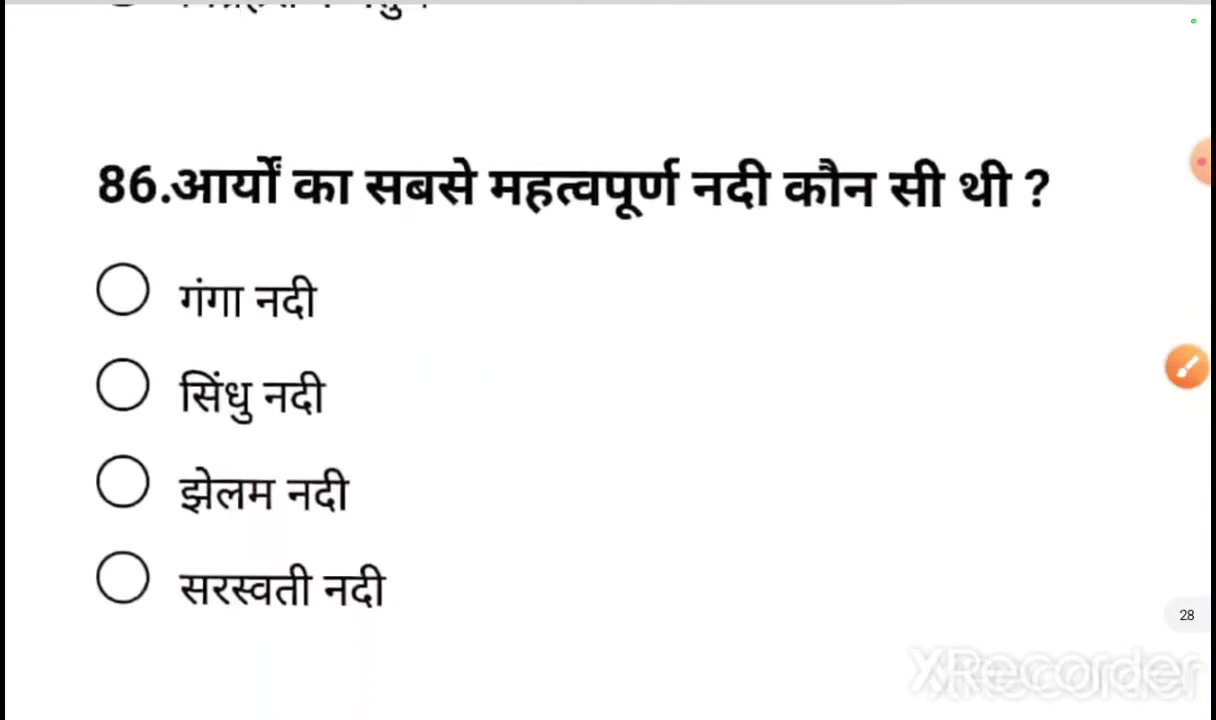 86.आर्यों का सबसे महत्वपूर्ण नदी कौन सी थी ?
गंगा नदी
सिंधु नदी
झेलम नदी
सरस्वती नदी
28
XRecorder